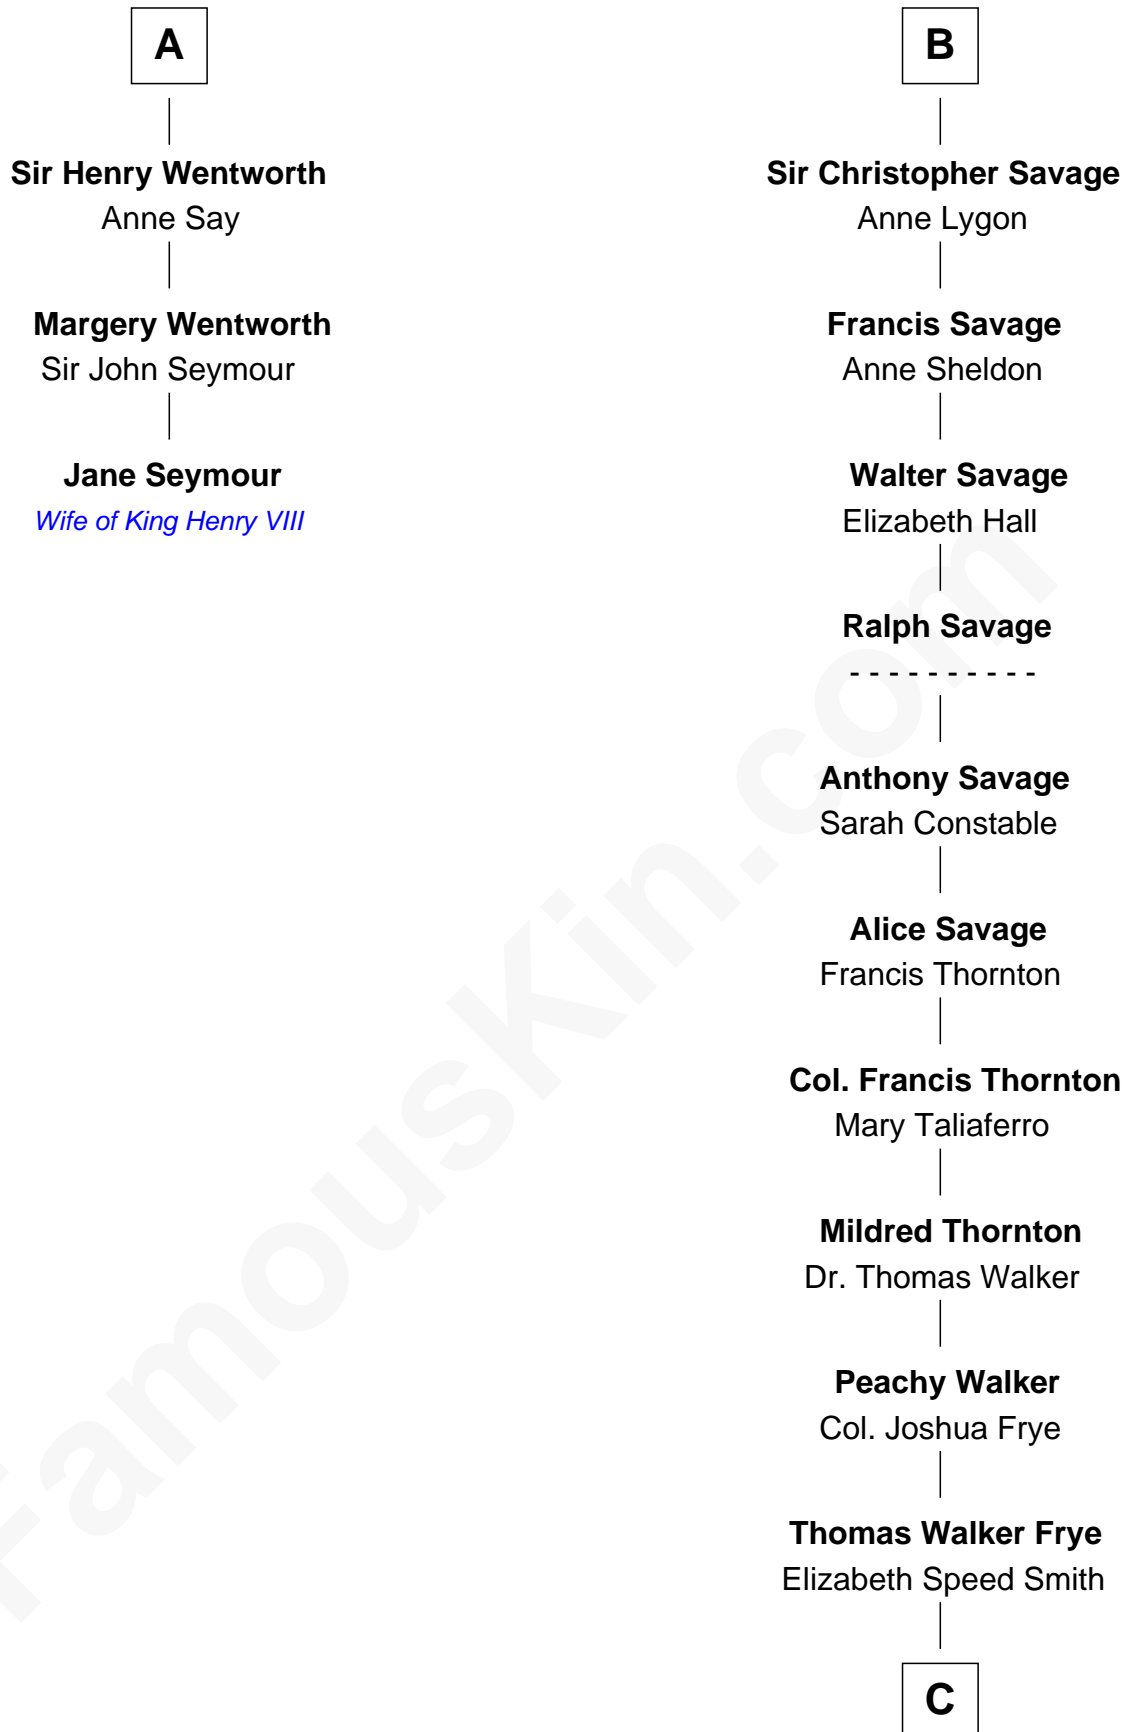 A
Sir Henry Wentworth
Anne Say
Margery Wentworth
Sir John Seymour
Jane Seymour
Wife of King Henry VIII
B
Sir Christopher Savage
Anne Lygon
Francis Savage
Anne Sheldon
Walter Savage
Elizabeth Hall
Ralph Savage
- - - - - - - - - -
Anthony Savage
Sarah Constable
Alice Savage
Francis Thornton
Col. Francis Thornton
Mary Taliaferro
Mildred Thornton
Dr. Thomas Walker
Peachy Walker
Col. Joshua Frye
Thomas Walker Frye
Elizabeth Speed Smith
C
FamousKin.com